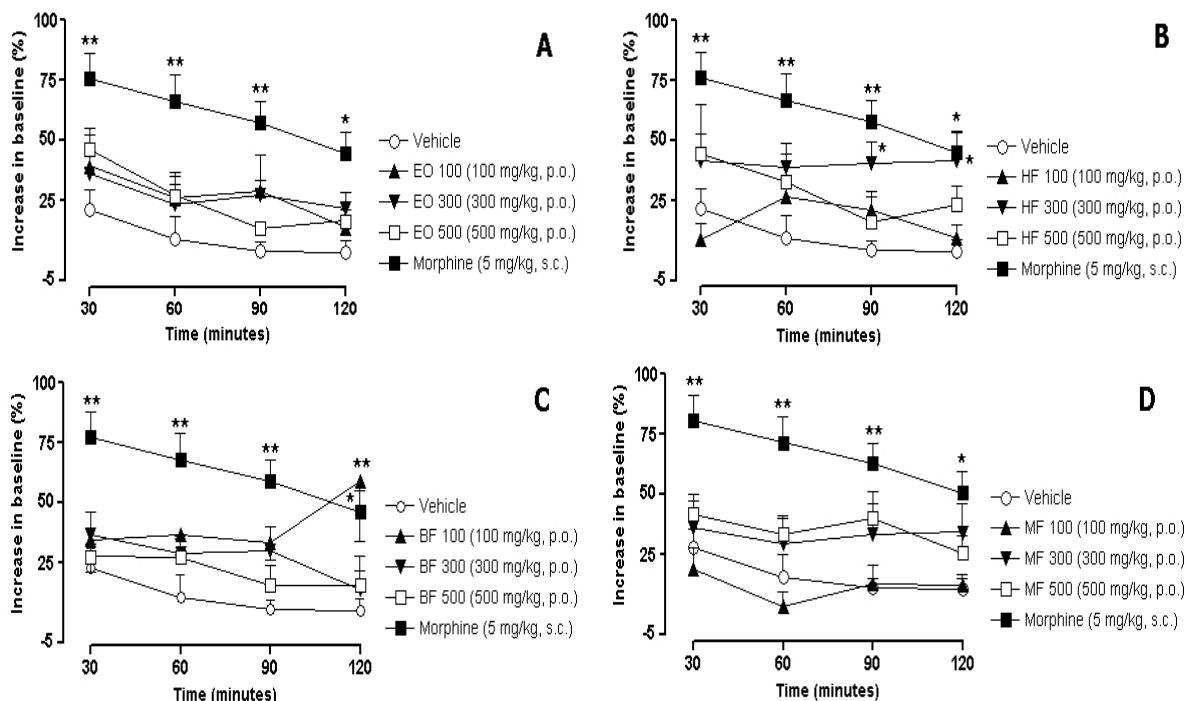 A
Increase in baseline (%)
100
75
50
25
-5
** ** ** *
30 60 90 120
Time (minutes)
Vehicle
EO 100 (100 mg/kg, p.o.)
EO 300 (300 mg/kg, p.o.)
EO 500 (500 mg/kg, p.o.)
Morphine (5 mg/kg, s.c.)
B
Increase in baseline (%)
100
75
50
25
-5
** ** ** *
* *
30 60 90 120
Time (minutes)
Vehicle
HF 100 (100 mg/kg, p.o.)
HF 300 (300 mg/kg, p.o.)
HF 500 (500 mg/kg, p.o.)
Morphine (5 mg/kg, s.c.)
C
Increase in baseline (%)
100
75
50
25
-5
** ** ** **
*
30 60 90 120
Time (minutes)
Vehicle
BF 100 (100 mg/kg, p.o.)
BF 300 (300 mg/kg, p.o.)
BF 500 (500 mg/kg, p.o.)
Morphine (5 mg/kg, s.c.)
D
Increase in baseline (%)
100
75
50
25
-5
** ** ** *
30 60 90 120
Time (minutes)
Vehicle
MF 100 (100 mg/kg, p.o.)
MF 300 (300 mg/kg, p.o.)
MF 500 (500 mg/kg, p.o.)
Morphine (5 mg/kg, s.c.)